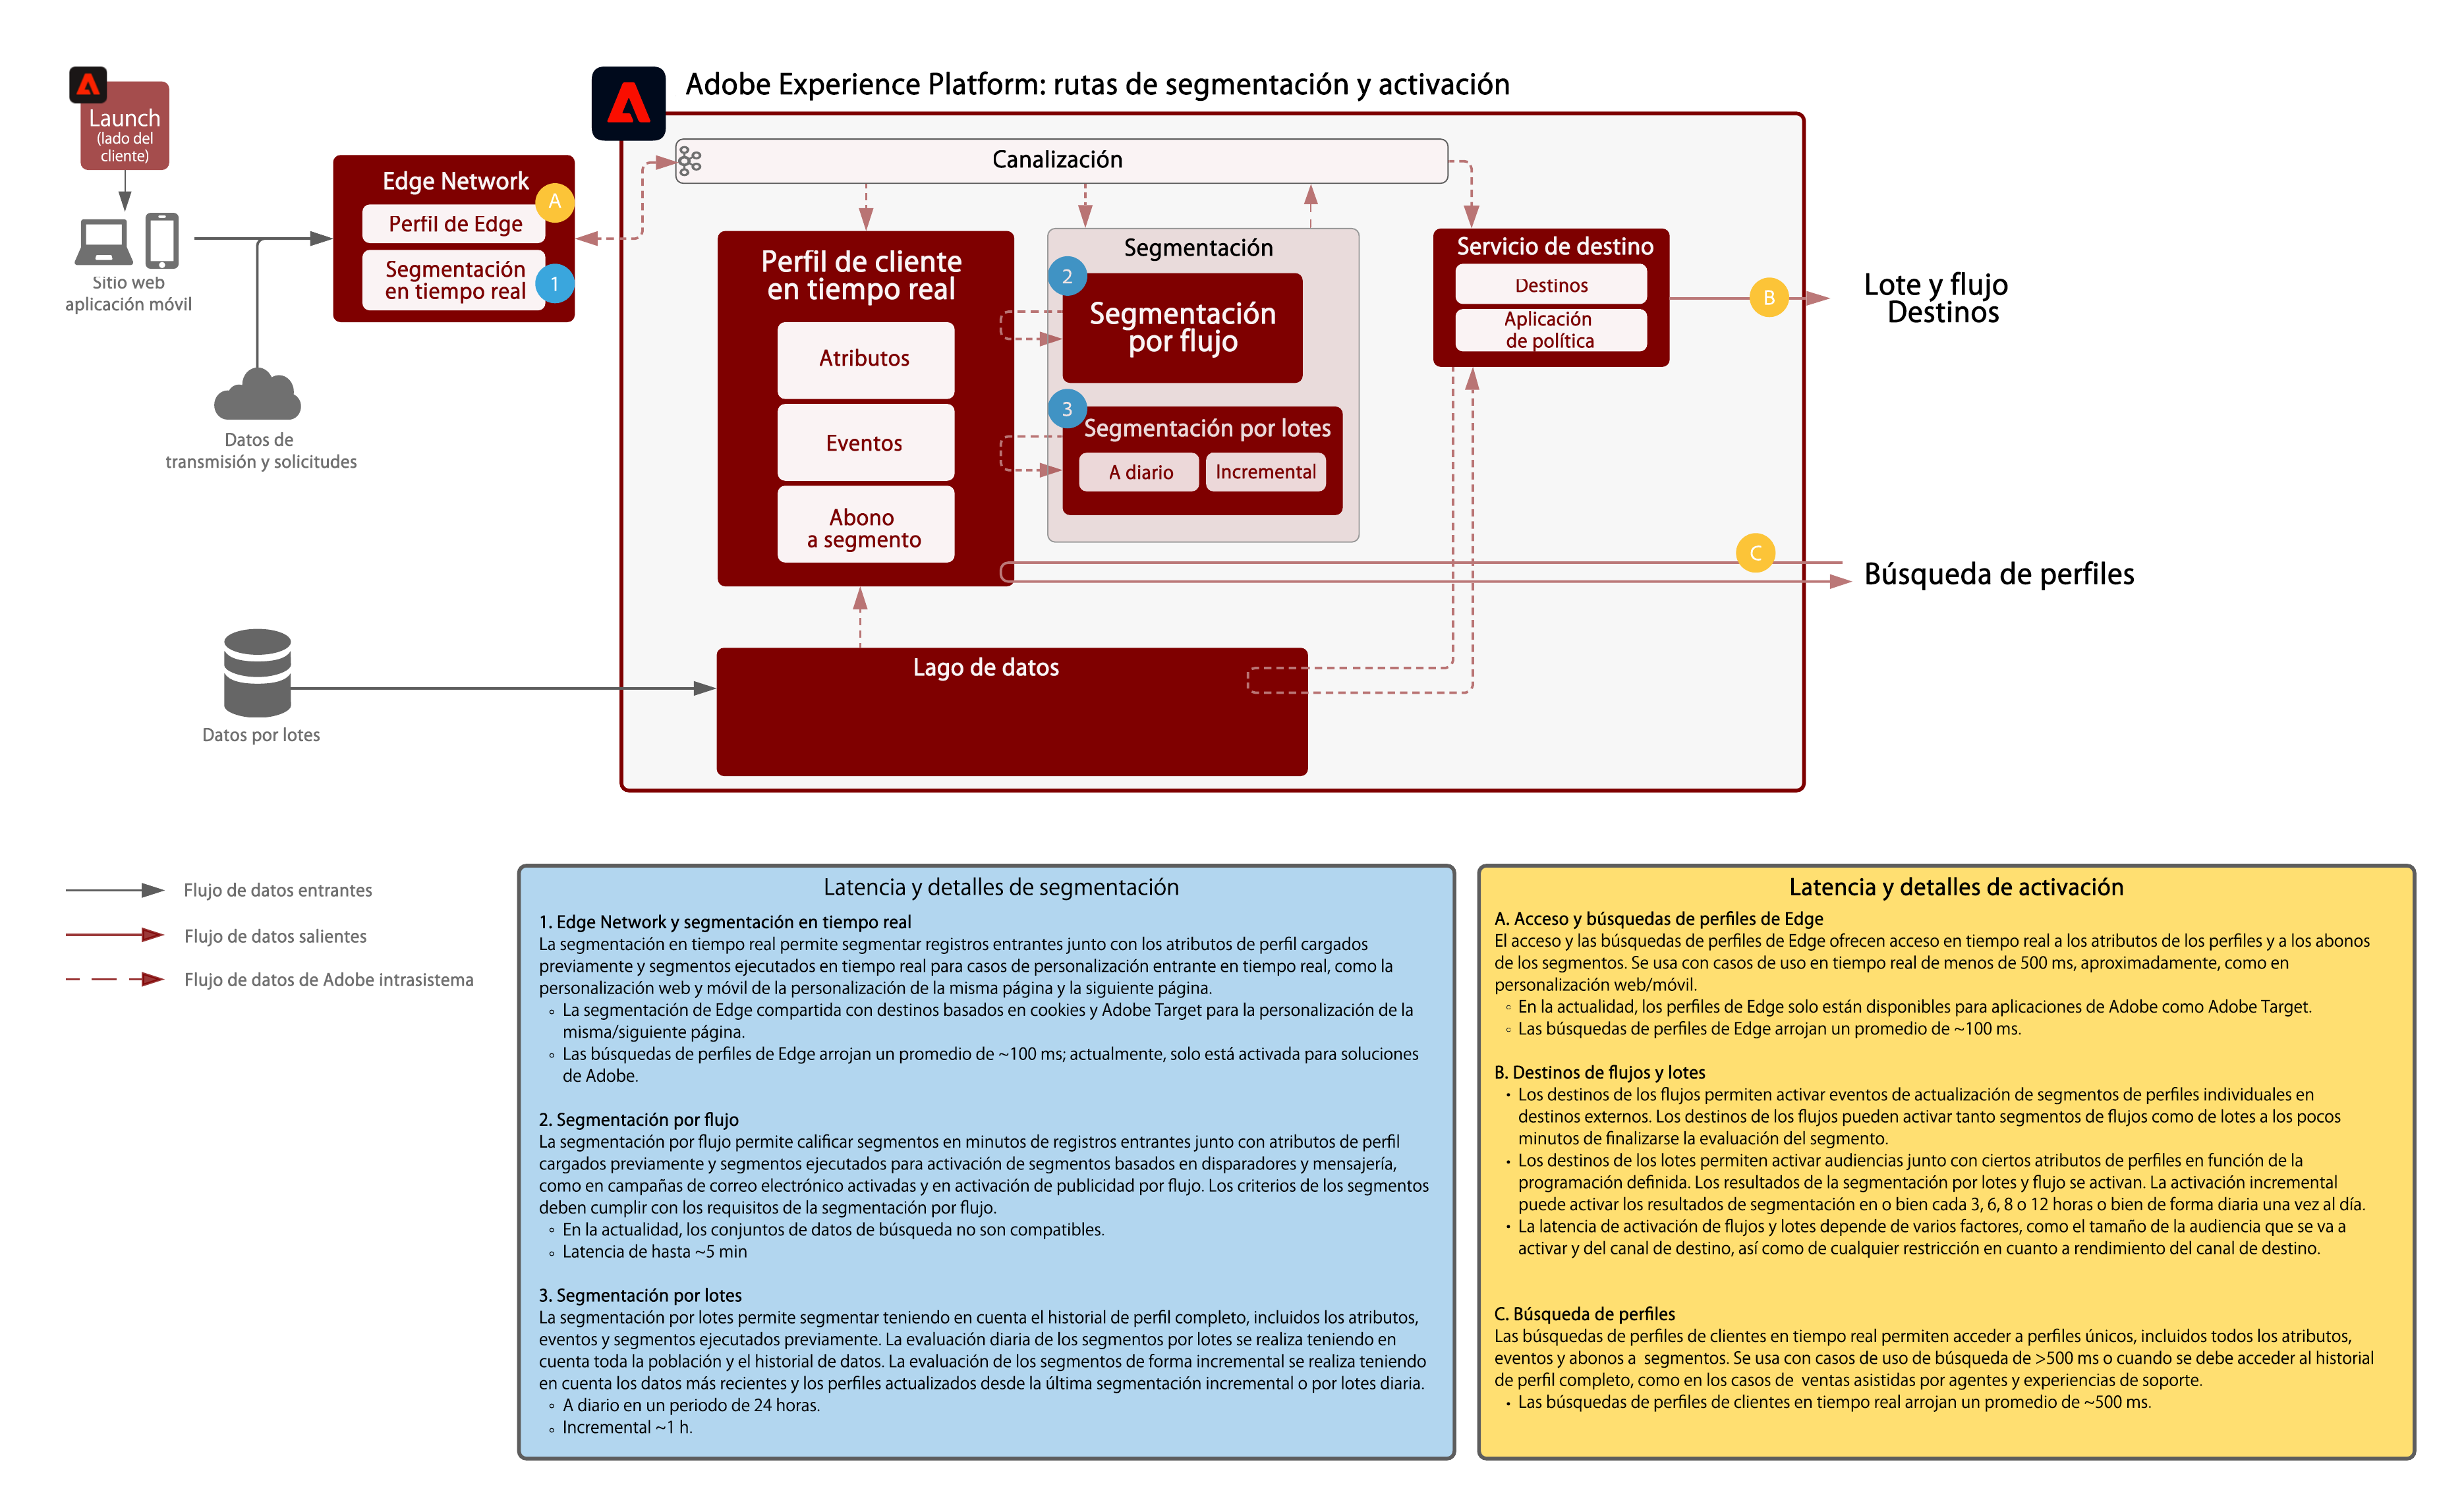 Adobe Experience Platform: rutas de segmentación y activación
Launch
(lado del
cliente)
Sitio web
aplicación móvil
Datos de
transmisión y solicitudes
Datos por lotes
Edge Network
A
Perfil de Edge
Segmentación
en tiempo real
1
Canalización
Perfil de cliente
en tiempo real
Atributos
Eventos
Abono
a segmento
Segmentación
2
Segmentación
por flujo
3
Segmentación por lotes
A diario
Incremental
Servicio de destino
Destinos
Aplicación
de política
B
Lote y flujo
Destinos
C
Búsqueda de perfiles
Lago de datos
Flujo de datos entrantes
Flujo de datos salientes
Flujo de datos de Adobe intrasistema
Latencia y detalles de segmentación
1. Edge Network y segmentación en tiempo real
La segmentación en tiempo real permite segmentar registros entrantes junto con los atributos de perfil cargados
previamente y segmentos ejecutados en tiempo real para casos de personalización entrante en tiempo real, como la
personalización web y móvil de la personalización de la misma página y la siguiente página.
◦ La segmentación de Edge compartida con destinos basados en cookies y Adobe Target para la personalización de la
misma/siguiente página.
◦ Las búsquedas de perfiles de Edge arrojan un promedio de ~100 ms; actualmente, solo está activada para soluciones
de Adobe.
2. Segmentación por flujo
La segmentación por flujo permite calificar segmentos en minutos de registros entrantes junto con atributos de perfil
cargados previamente y segmentos ejecutados para activación de segmentos basados en disparadores y mensajería,
como en campañas de correo electrónico activadas y en activación de publicidad por flujo. Los criterios de los segmentos
deben cumplir con los requisitos de la segmentación por flujo.
◦ En la actualidad, los conjuntos de datos de búsqueda no son compatibles.
◦ Latencia de hasta ~5 min
3. Segmentación por lotes
La segmentación por lotes permite segmentar teniendo en cuenta el historial de perfil completo, incluidos los atributos,
eventos y segmentos ejecutados previamente. La evaluación diaria de los segmentos por lotes se realiza teniendo en
cuenta toda la población y el historial de datos. La evaluación de los segmentos de forma incremental se realiza teniendo
en cuenta los datos más recientes y los perfiles actualizados desde la última segmentación incremental o por lotes diaria.
◦ A diario en un periodo de 24 horas.
◦ Incremental ~1 h.
Latencia y detalles de activación
A. Acceso y búsquedas de perfiles de Edge
El acceso y las búsquedas de perfiles de Edge ofrecen acceso en tiempo real a los atributos de los perfiles y a los abonos
de los segmentos. Se usa con casos de uso en tiempo real de menos de 500 ms, aproximadamente, como en
personalización web/móvil.
◦ En la actualidad, los perfiles de Edge solo están disponibles para aplicaciones de Adobe como Adobe Target.
◦ Las búsquedas de perfiles de Edge arrojan un promedio de ~100 ms.
B. Destinos de flujos y lotes
• Los destinos de los flujos permiten activar eventos de actualización de segmentos de perfiles individuales en
destinos externos. Los destinos de los flujos pueden activar tanto segmentos de flujos como de lotes a los pocos
minutos de finalizarse la evaluación del segmento.
• Los destinos de los lotes permiten activar audiencias junto con ciertos atributos de perfiles en función de la
programación definida. Los resultados de la segmentación por lotes y flujo se activan. La activación incremental
puede activar los resultados de segmentación en o bien cada 3, 6, 8 o 12 horas o bien de forma diaria una vez al día.
• La latencia de activación de flujos y lotes depende de varios factores, como el tamaño de la audiencia que se va a
activar y del canal de destino, así como de cualquier restricción en cuanto a rendimiento del canal de destino.
C. Búsqueda de perfiles
Las búsquedas de perfiles de clientes en tiempo real permiten acceder a perfiles únicos, incluidos todos los atributos,
eventos y abonos a segmentos. Se usa con casos de uso de búsqueda de >500 ms o cuando se debe acceder al historial
de perfil completo, como en los casos de ventas asistidas por agentes y experiencias de soporte.
• Las búsquedas de perfiles de clientes en tiempo real arrojan un promedio de ~500 ms.